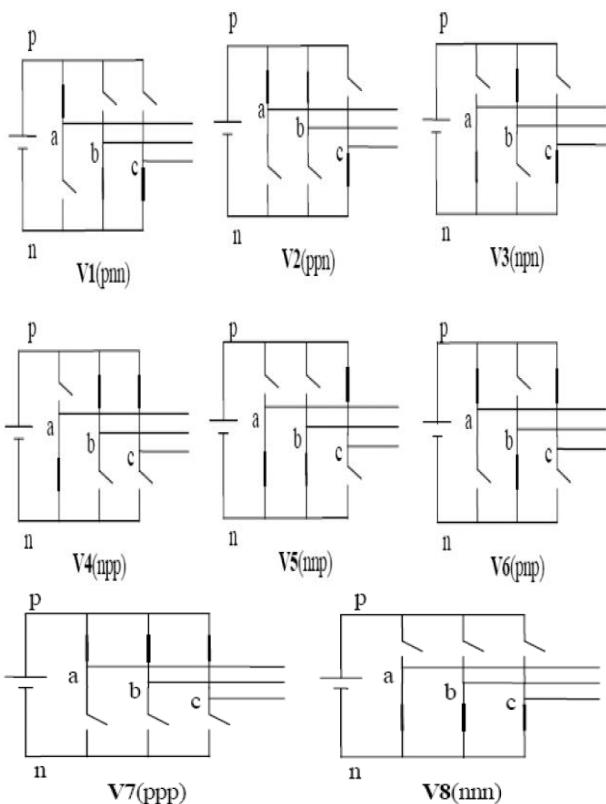 p p p
a b c a b c a b c
n n n
V1(pnn) V2(ppn) V3(npn)
p p p
a b c a b c a b c
n n n
V4(npp) V5(nnp) V6(pnp)
p p
a b c a b c
n n
V7(ppp) V8(nnn)